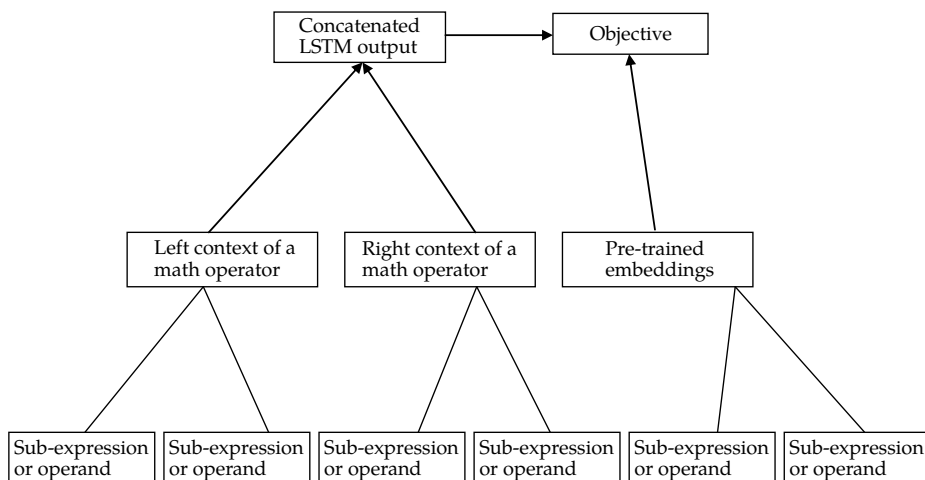 Concatenated
LSTM output
Objective
Left context of a
math operator
Right context of a
math operator
Pre-trained
embeddings
Sub-expression
or operand
Sub-expression
or operand
Sub-expression
or operand
Sub-expression
or operand
Sub-expression
or operand
Sub-expression
or operand